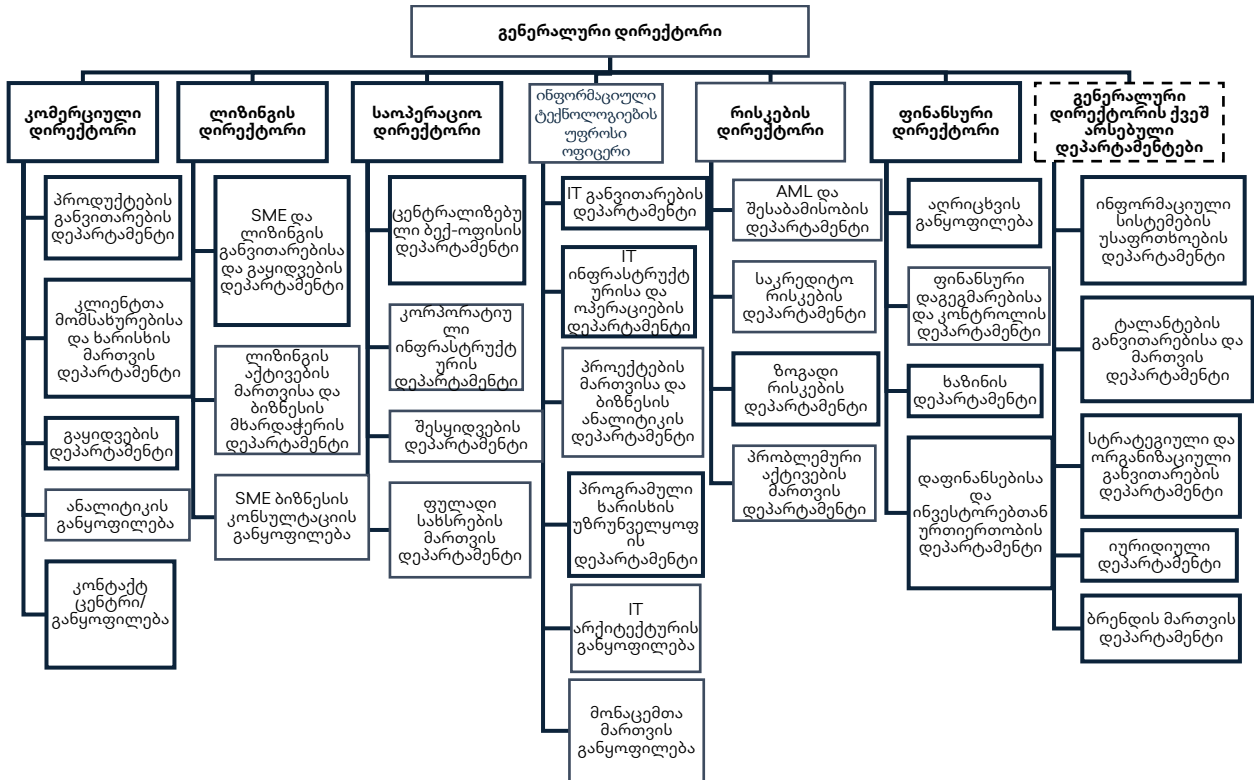 გენერალური დირექტორი
კომერციული
დირექტორი
პროდუქტების
განვითარების
დეპარტამენტი
კლიენტთა
მომსახურებისა
და ხარისხის
მართვის
დეპარტამენტი
გაყიდვების
დეპარტამენტი
ანალიტიკის
განყოფილება
კონტაქტ
ცენტრი/
განყოფილება
ლიზინგის
დირექტორი
SME და
ლიზინგის
განვითარებისა
და გაყიდვების
დეპარტამენტი
ლიზინგის
აქტივების
მართვისა და
ბიზნესის
მხარდაჭერის
დეპარტამენტი
SME ბიზნესის
კონსულტაციის
განყოფილება
საოპერაციო
დირექტორი
ცენტრალიზებუ
ლი ბექ-ოფისის
დეპარტამენტი
კორპორატიუ
ლი
ინფრასტრუქტ
ურის
დეპარტამენტი
შესყიდვების
დეპარტამენტი
ფულადი
სახსრების
მართვის
დეპარტამენტი
ინფორმაციული
ტექნოლოგიების
უფროსი
ოფიცერი
IT განვითარების
დეპარტამენტი
IT
ინფრასტრუქტ
ურისა და
ოპერაციების
დეპარტამენტი
პროექტების
მართვისა და
ბიზნესის
ანალიტიკის
დეპარტამენტი
პროგრამული
ხარისხის
უზრუნველყოფ
ის
დეპარტამენტი
IT
არქიტექტურის
განყოფილება
მონაცემთა
მართვის
განყოფილება
რისკების
დირექტორი
AML და
შესაბამისობის
დეპარტამენტი
საკრედიტო
რისკების
დეპარტამენტი
ზოგადი
რისკების
დეპარტამენტი
პრობლემური
აქტივების
მართვის
დეპარტამენტი
ფინანსური
დირექტორი
აღრიცხვის
განყოფილება
ფინანსური
დაგეგმარებისა
და კონტროლის
დეპარტამენტი
ხაზინის
დეპარტამენტი
დაფინანსებისა
და
ინვესტორებთან
ურთიერთობის
დეპარტამენტი
გენერალური
დირექტორის ქვეშ
არსებული
დეპარტამენტები
ინფორმაციული
სისტემების
უსაფრთხოების
დეპარტამენტი
ტალანტების
განვითარებისა და
მართვის
დეპარტამენტი
სტრატეგიული და
ორგანიზაციული
განვითარების
დეპარტამენტი
იურიდიული
დეპარტამენტი
ბრენდის მართვის
დეპარტამენტი